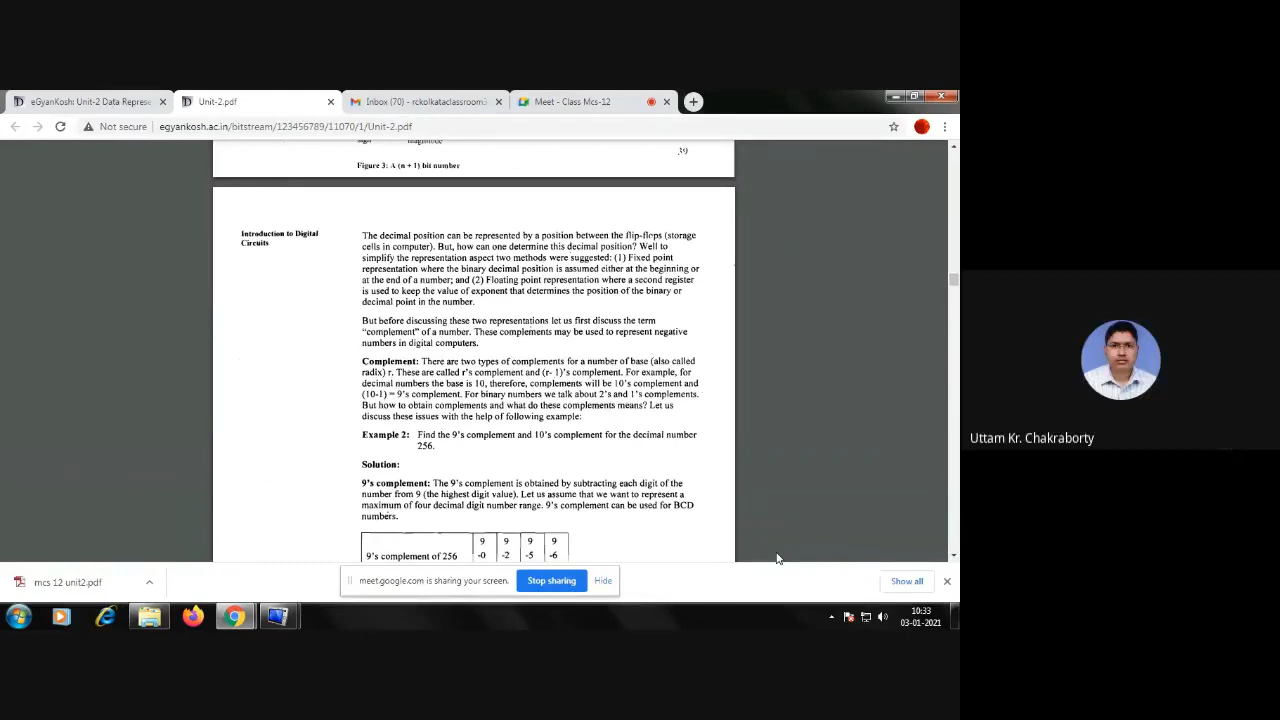 eGyanKosh: Unit-2 Data Represe
Unit-2.pdf
Inbox (70) - rckolkataclassroom
Meet - Class Mcs-12
Not secure
egyankosh.ac.in/bitstream/123456789/11070/1/Unit-2.pdf
magnitude
39
Figure 3: A (n + 1) bit number
Introduction to Digital
Circuits
The decimal position can be represented by a position between the flip-flops (storage
cells in computer). But, how can one determine this decimal position? Well to
simplify the representation aspect two methods were suggested: (1) Fixed point
representation where the binary decimal position is assumed either at the beginning or
at the end of a number; and (2) Floating point representation where a second register
is used to keep the value of exponent that determines the position of the binary or
decimal point in the number.
But before discussing these two representations let us first discuss the term
"complement" of a number. These complements may be used to represent negative
numbers in digital computers.
Complement: There are two types of complements for a number of base (also called
radix) r. These are called r's complement and (r- 1)'s complement. For example, for
decimal numbers the base is 10, therefore, complements will be 10's complement and
(10-1) = 9's complement. For binary numbers we talk about 2's and 1's complements.
But how to obtain complements and what do these complements means? Let us
discuss these issues with the help of following example:
Example 2: Find the 9's complement and 10's complement for the decimal number
256.
Solution:
9's complement: The 9's complement is obtained by subtracting each digit of the
number from 9 (the highest digit value). Let us assume that we want to represent a
maximum of four decimal digit number range. 9's complement can be used for BCD
numbers.
9 9 9 9
9's complement of 256 -0 -2 -5 -6
Uttam Kr. Chakraborty
mcs 12 unit2.pdf
meet.google.com is sharing your screen.
Stop sharing
Hide
Show all
10:33
03-01-2021